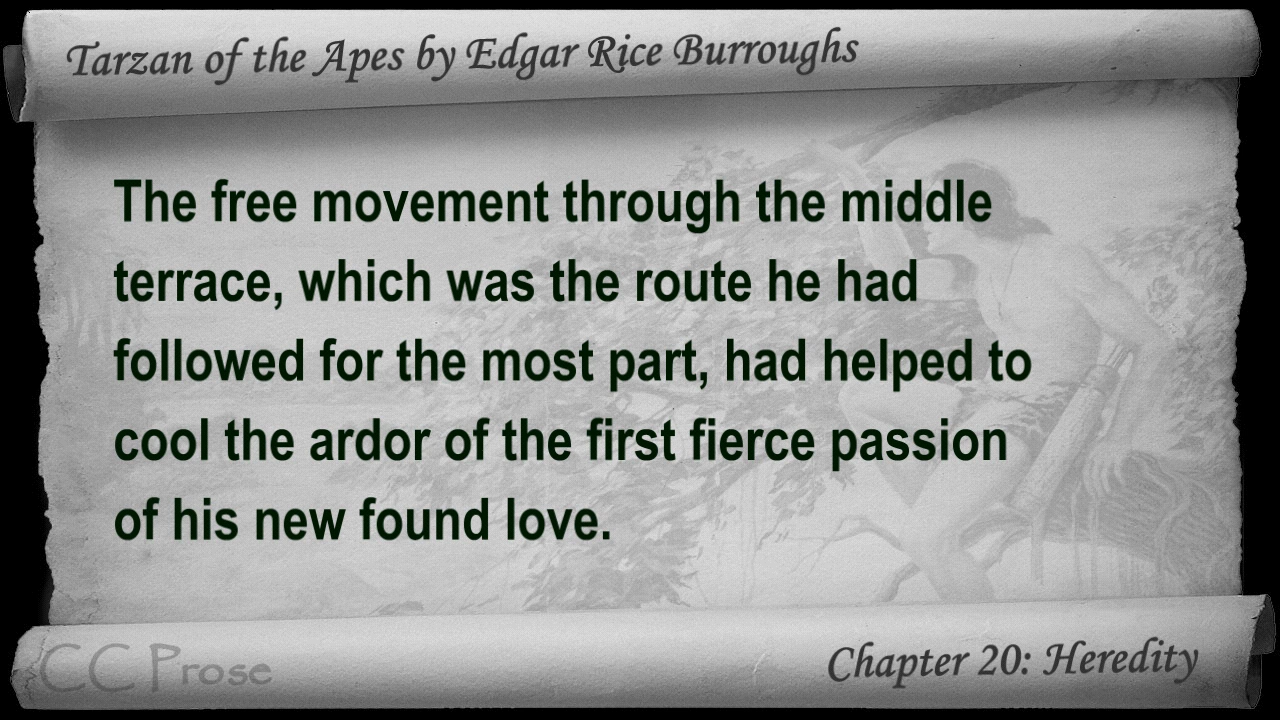 Tarzan of the Apes by Edgar Rice Burroughs
The free movement through the middle
terrace, which was the route he had
followed for the most part, had helped to
cool the ardor of the first fierce passion
of his new found love.
CC Prose
Chapter 20: Heredity